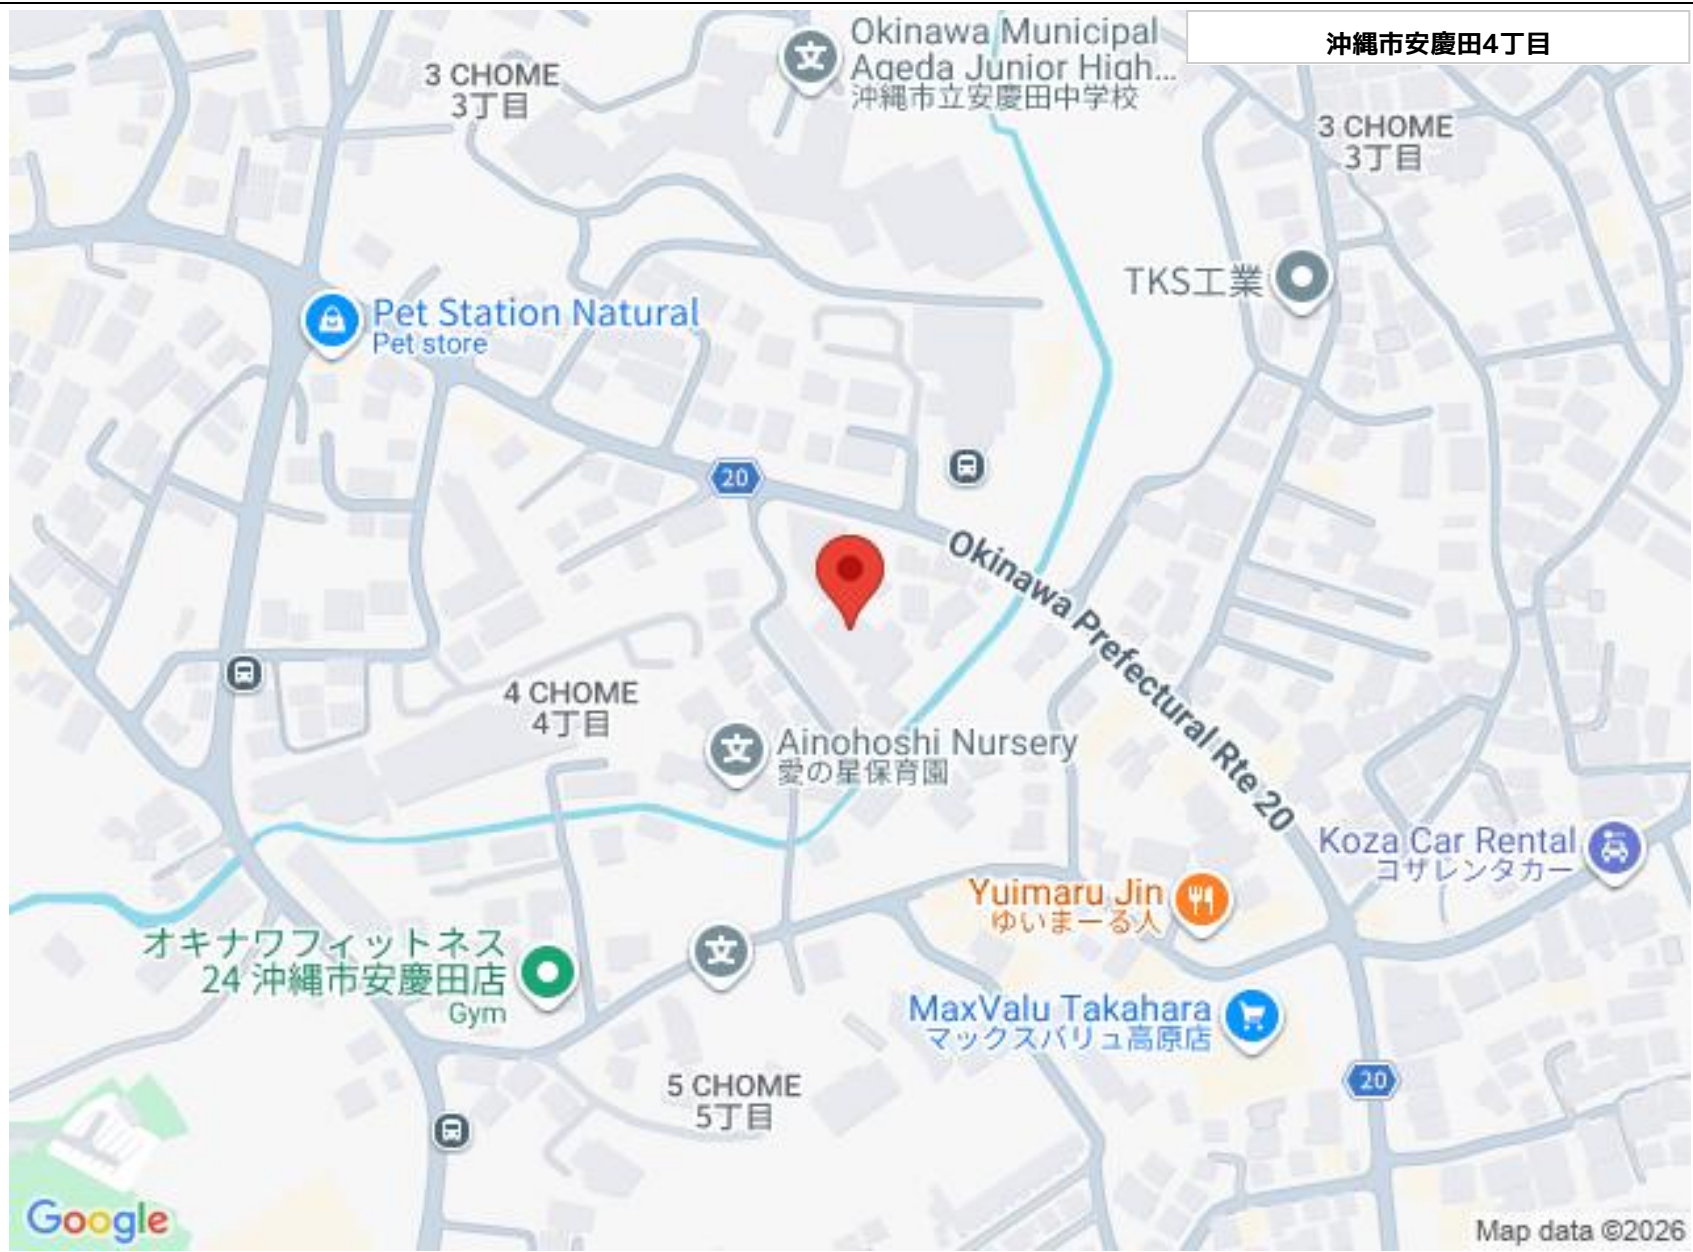 沖縄市安慶田4丁目
Okinawa Municipal
Ageda Junior High...
沖縄市立安慶田中学校
3 CHOME
3丁目
3 CHOME
3丁目
TKS工業
Pet Station Natural
Pet store
20
Okinawa Prefectural Rte 20
4 CHOME
4丁目
Ainohoshi Nursery
愛の星保育園
Koza Car Rental
コザレンタカー
Yuimaru Jin
ゆいまーる人
オキナワフィットネス
24 沖縄市安慶田店
Gym
MaxValu Takahara
マックスバリュ高原店
20
5 CHOME
5丁目
Google
Map data ©2026